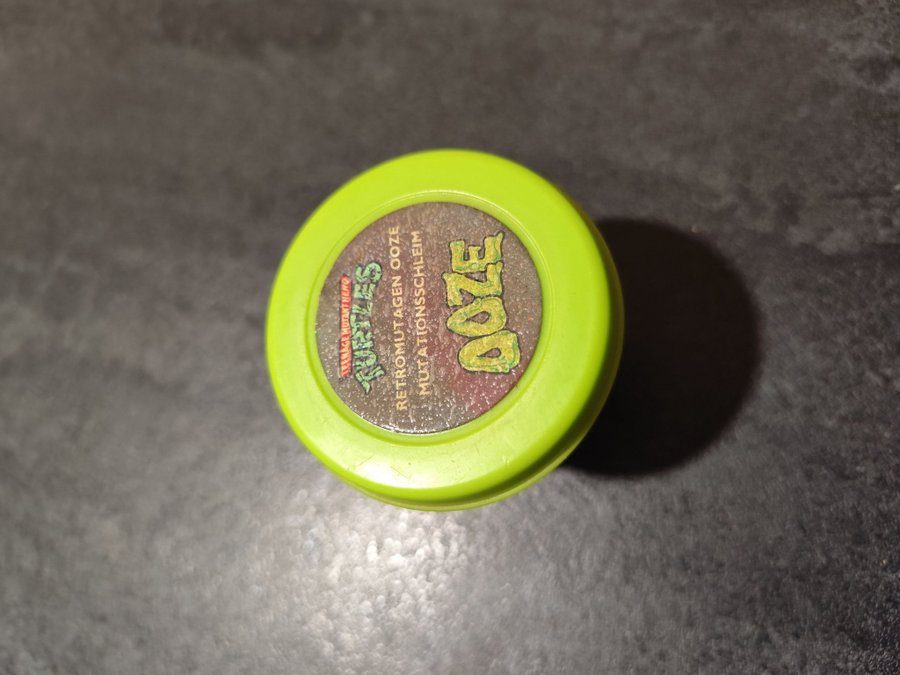 TEENAGE MUTANT HERO
TURTLES
RETROMUTAGEN OOZE
MUTATIONSSCHLEIM
OOZE